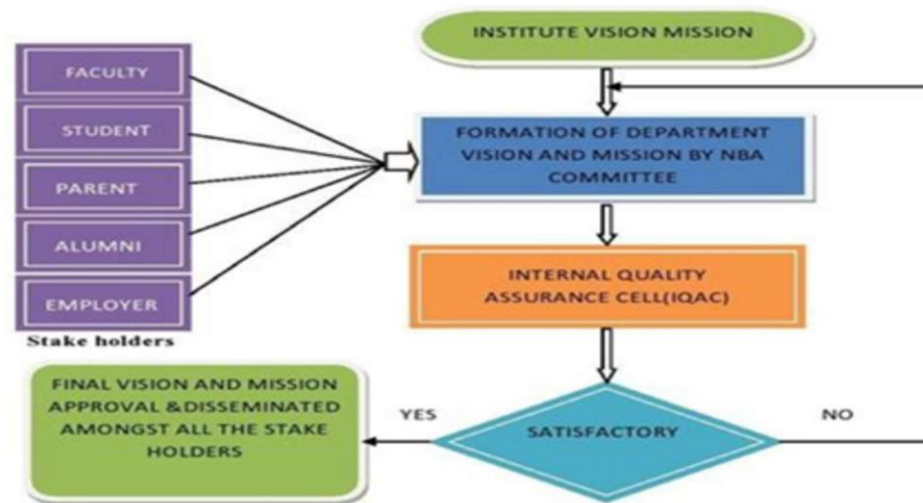 INSTITUTE VISION MISSION
FACULTY
STUDENT
PARENT
ALUMNI
EMPLOYER
Stake holders
FORMATION OF DEPARTMENT
VISION AND MISSION BY NBA
COMMITTEE
INTERNAL QUALITY
ASSURANCE CELL(IQAC)
SATISFACTORY
YES
NO
FINAL VISION AND MISSION
APPROVAL &DISSEMINATED
AMONGST ALL THE STAKE
HOLDERS